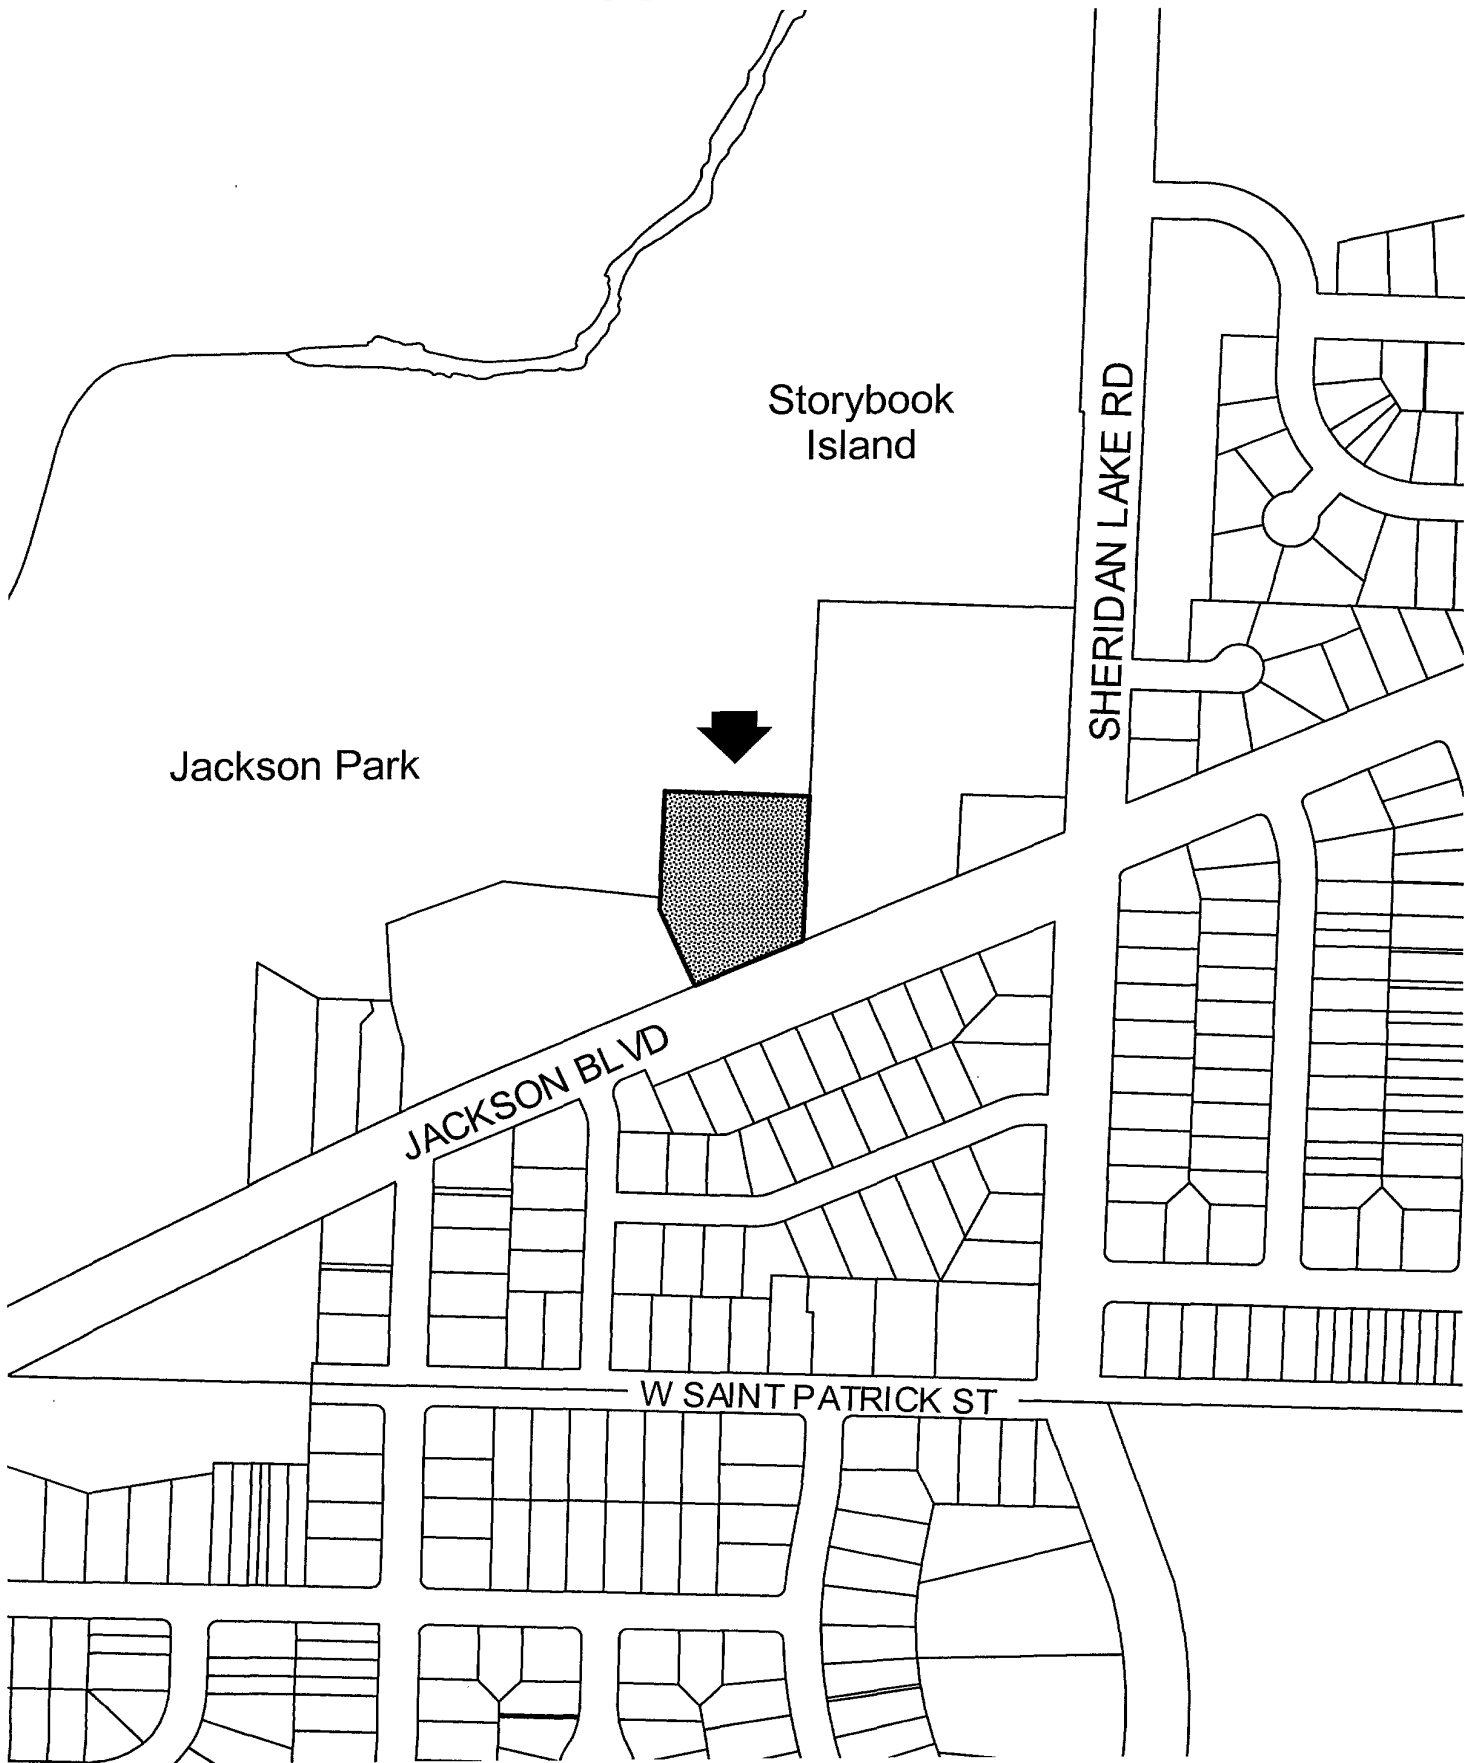 Storybook
Island
SHERIDAN LAKE RD
Jackson Park
JACKSON BLVD
W SAINT PATRICK ST